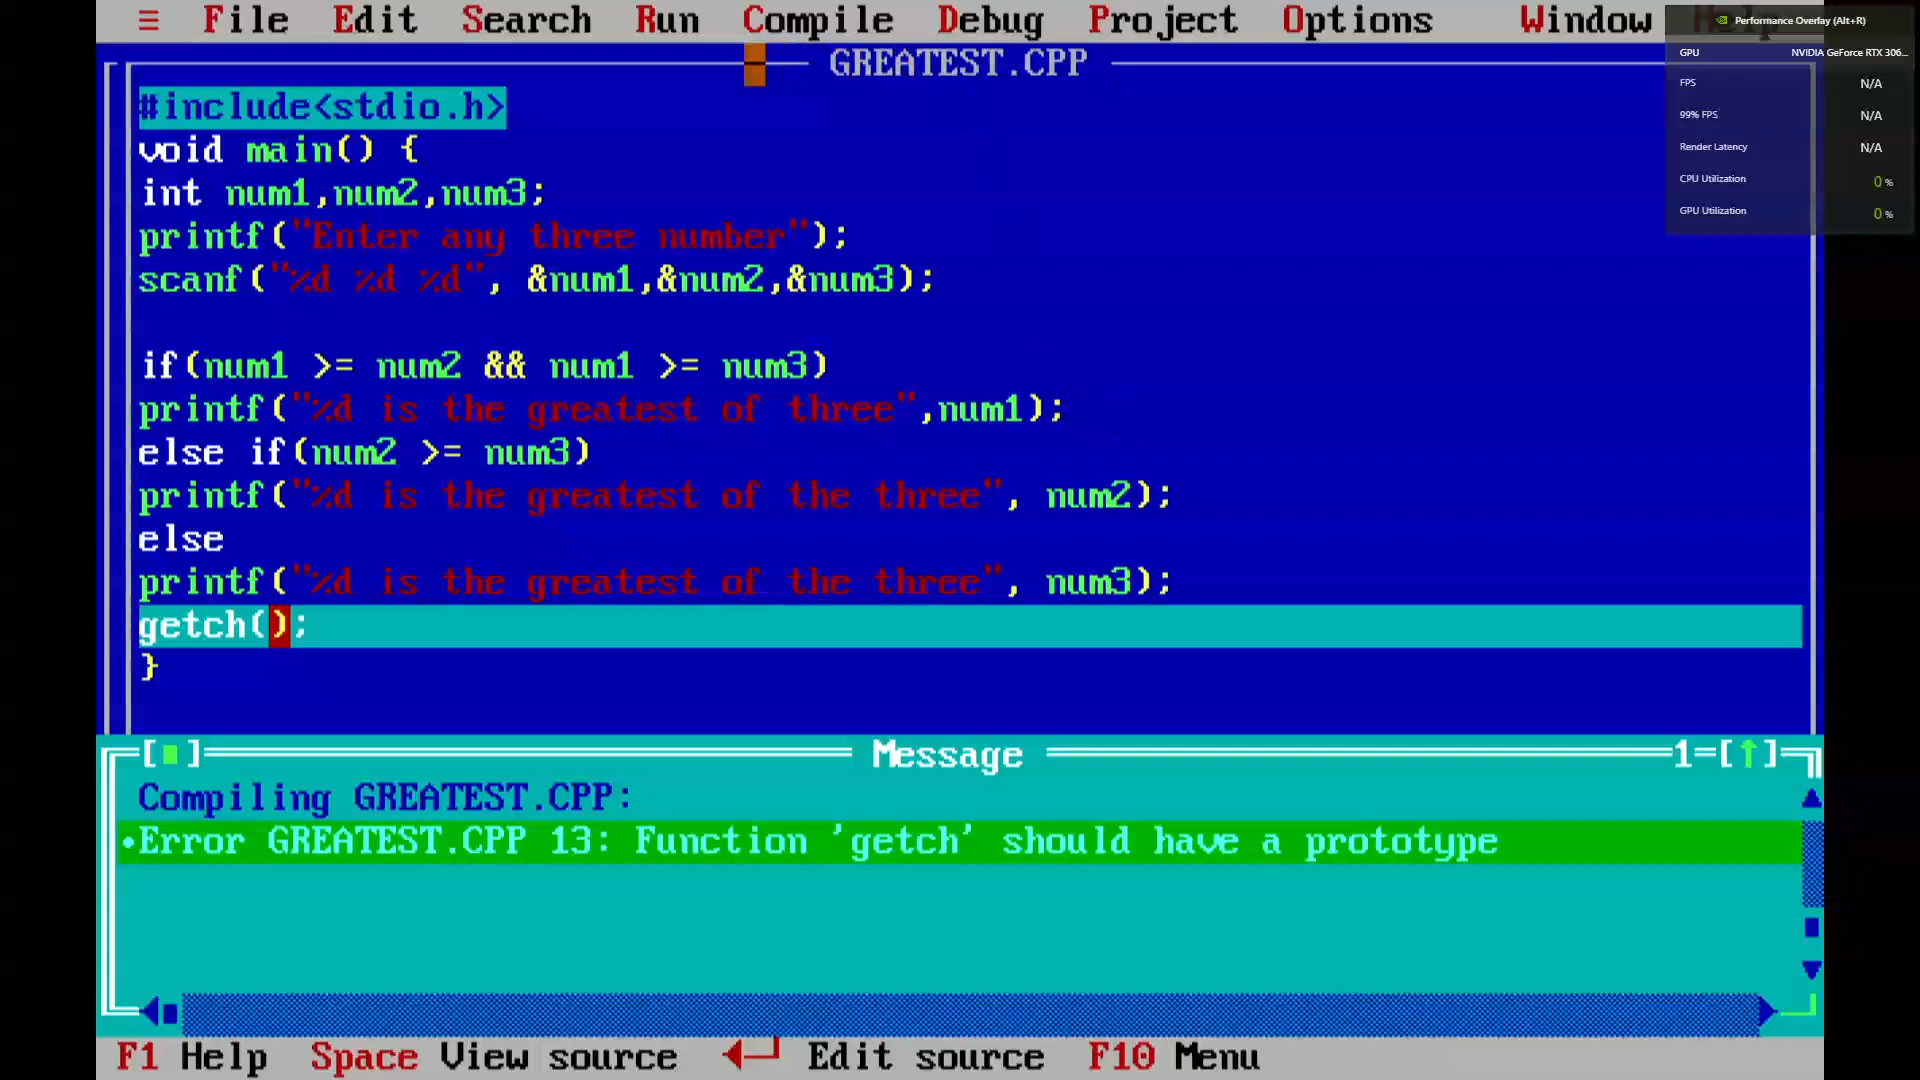 ≡ File Edit Search Run Compile Debug Project Options Window Help
Performance Overlay (Alt+R)
GPU NVIDIA GeForce RTX 306...
FPS N/A
99% FPS N/A
Render Latency N/A
CPU Utilization 0 %
GPU Utilization 0 %
GREATEST.CPP
#include<stdio.h>
void main() {
int num1,num2,num3;
printf("Enter any three number");
scanf("%d %d %d", &num1,&num2,&num3);
if(num1 >= num2 && num1 >= num3)
printf("%d is the greatest of three",num1);
else if(num2 >= num3)
printf("%d is the greatest of the three", num2);
else
printf("%d is the greatest of the three", num3);
getch();
}
[■] Message 1=[↑]
Compiling GREATEST.CPP:
•Error GREATEST.CPP 13: Function 'getch' should have a prototype
F1 Help Space View source ◄─┘ Edit source F10 Menu